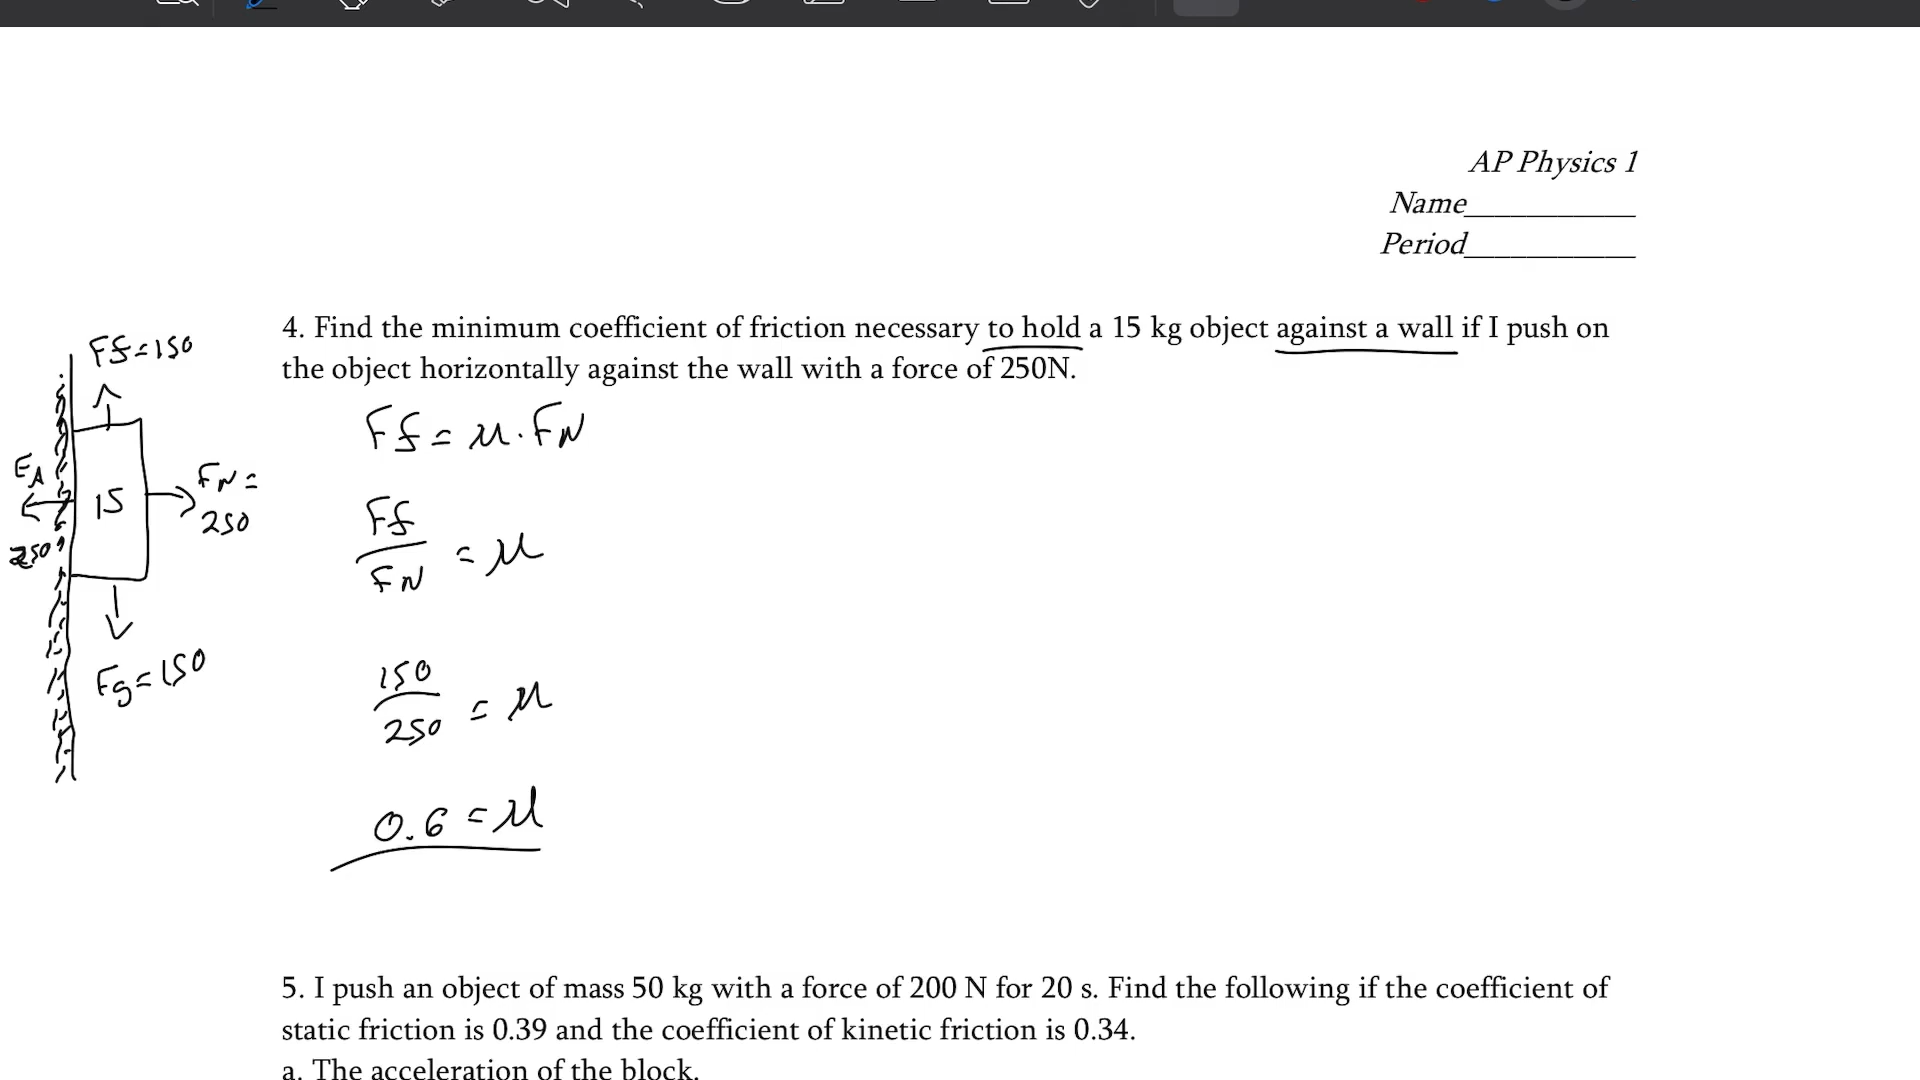 AP Physics 1
Name___________
Period___________
4. Find the minimum coefficient of friction necessary to hold a 15 kg object against a wall if I push on
the object horizontally against the wall with a force of 250N.
Ff=150
FA
250
15
FN =
250
Fg=150
Ff = μ·FN
Ff
FN
= μ
150
250
= μ
0.6 = μ
5. I push an object of mass 50 kg with a force of 200 N for 20 s. Find the following if the coefficient of
static friction is 0.39 and the coefficient of kinetic friction is 0.34.
a. The acceleration of the block.